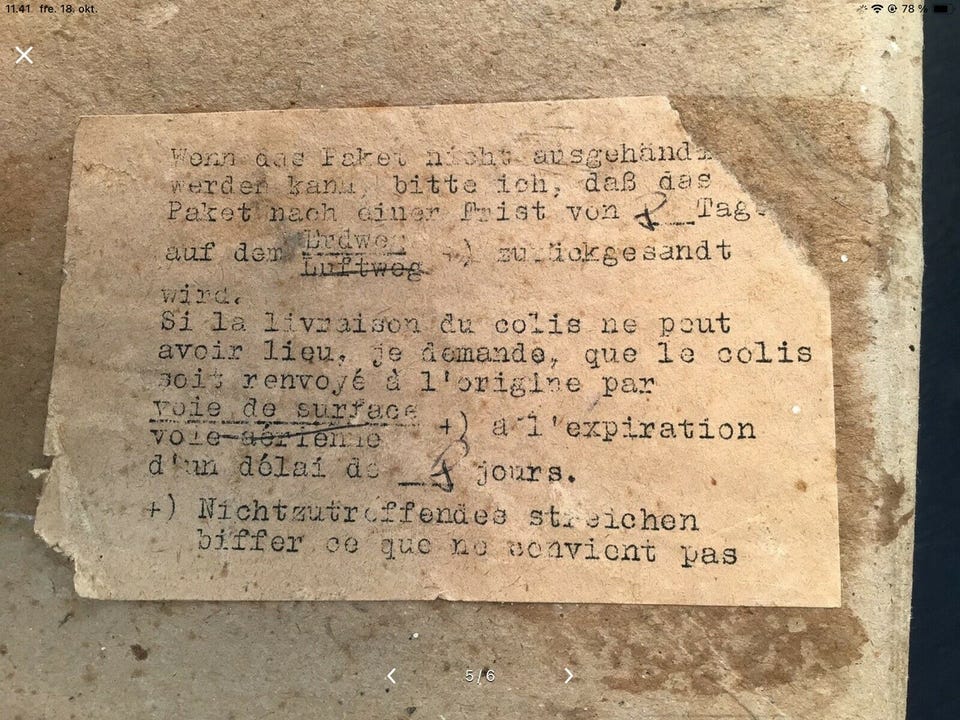 11.41 fre. 18. okt.
78 %
Wenn das Paket nicht ausgehänd
werden kann, bitte ich, daß das
Paket nach einer Frist von Tage
auf dem Erdweg +) zurückgesandt
Luftweg
wird.
Si la livraison du colis ne peut
avoir lieu, je demande, que le colis
soit renvoyé à l'origine par
voie de surface
voie aérienne +) à l'expiration
d'un délai de jours.
+) Nichtzutreffendes streichen
biffer ce que ne convient pas
5/6